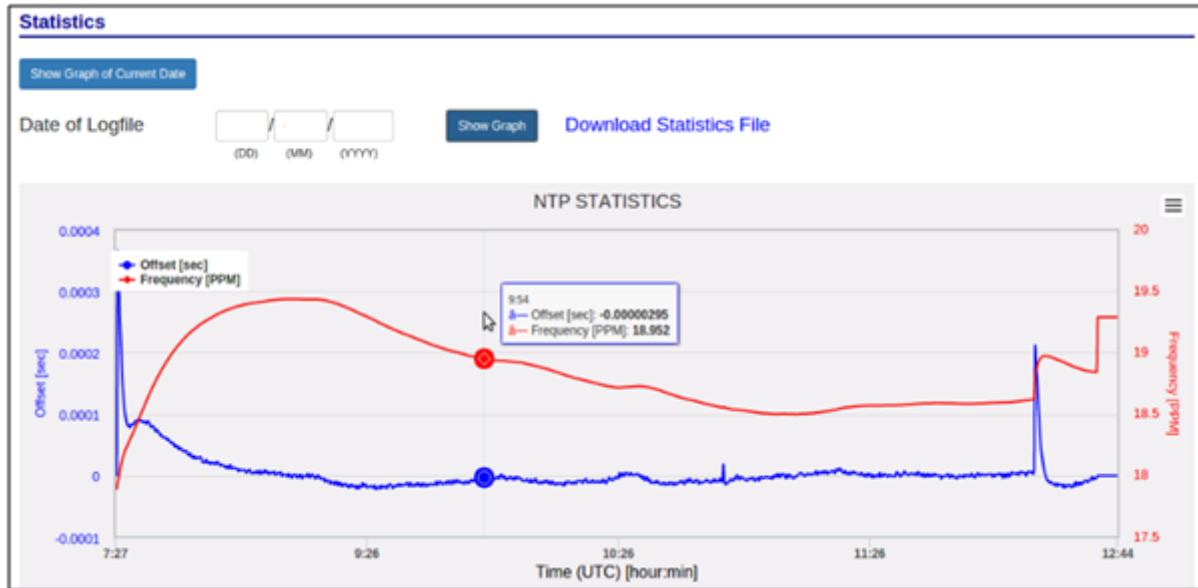 Statistics
Show Graph of Current Date
Date of Logfile / / Show Graph Download Statistics File
(DD) (MM) (YYYY)
NTP STATISTICS
0.0004
0.0003
0.0002
0.0001
0
-0.0001
Offset [sec]
Offset [sec]
Frequency [PPM]
9:54
Offset [sec]: -0.00000295
Frequency [PPM]: 18.952
20
19.5
19
18.5
18
17.5
Frequency [PPM]
7:27 9:26 10:26 11:26 12:44
Time (UTC) [hour:min]